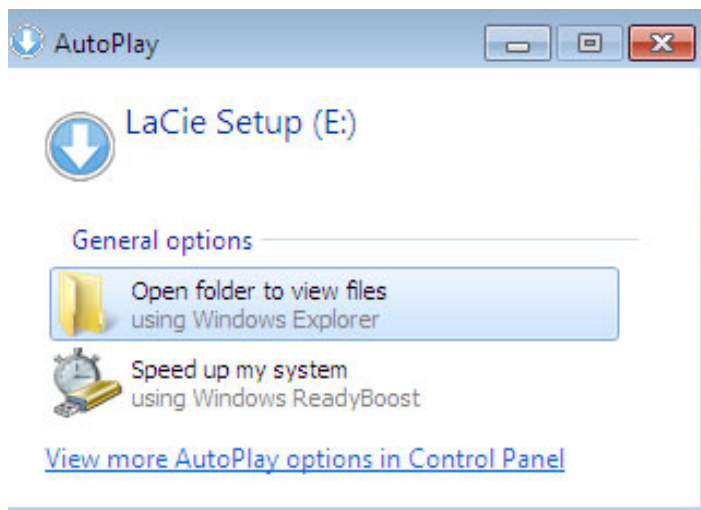 AutoPlay
LaCie Setup (E:)
General options
Open folder to view files
using Windows Explorer
Speed up my system
using Windows ReadyBoost
View more AutoPlay options in Control Panel